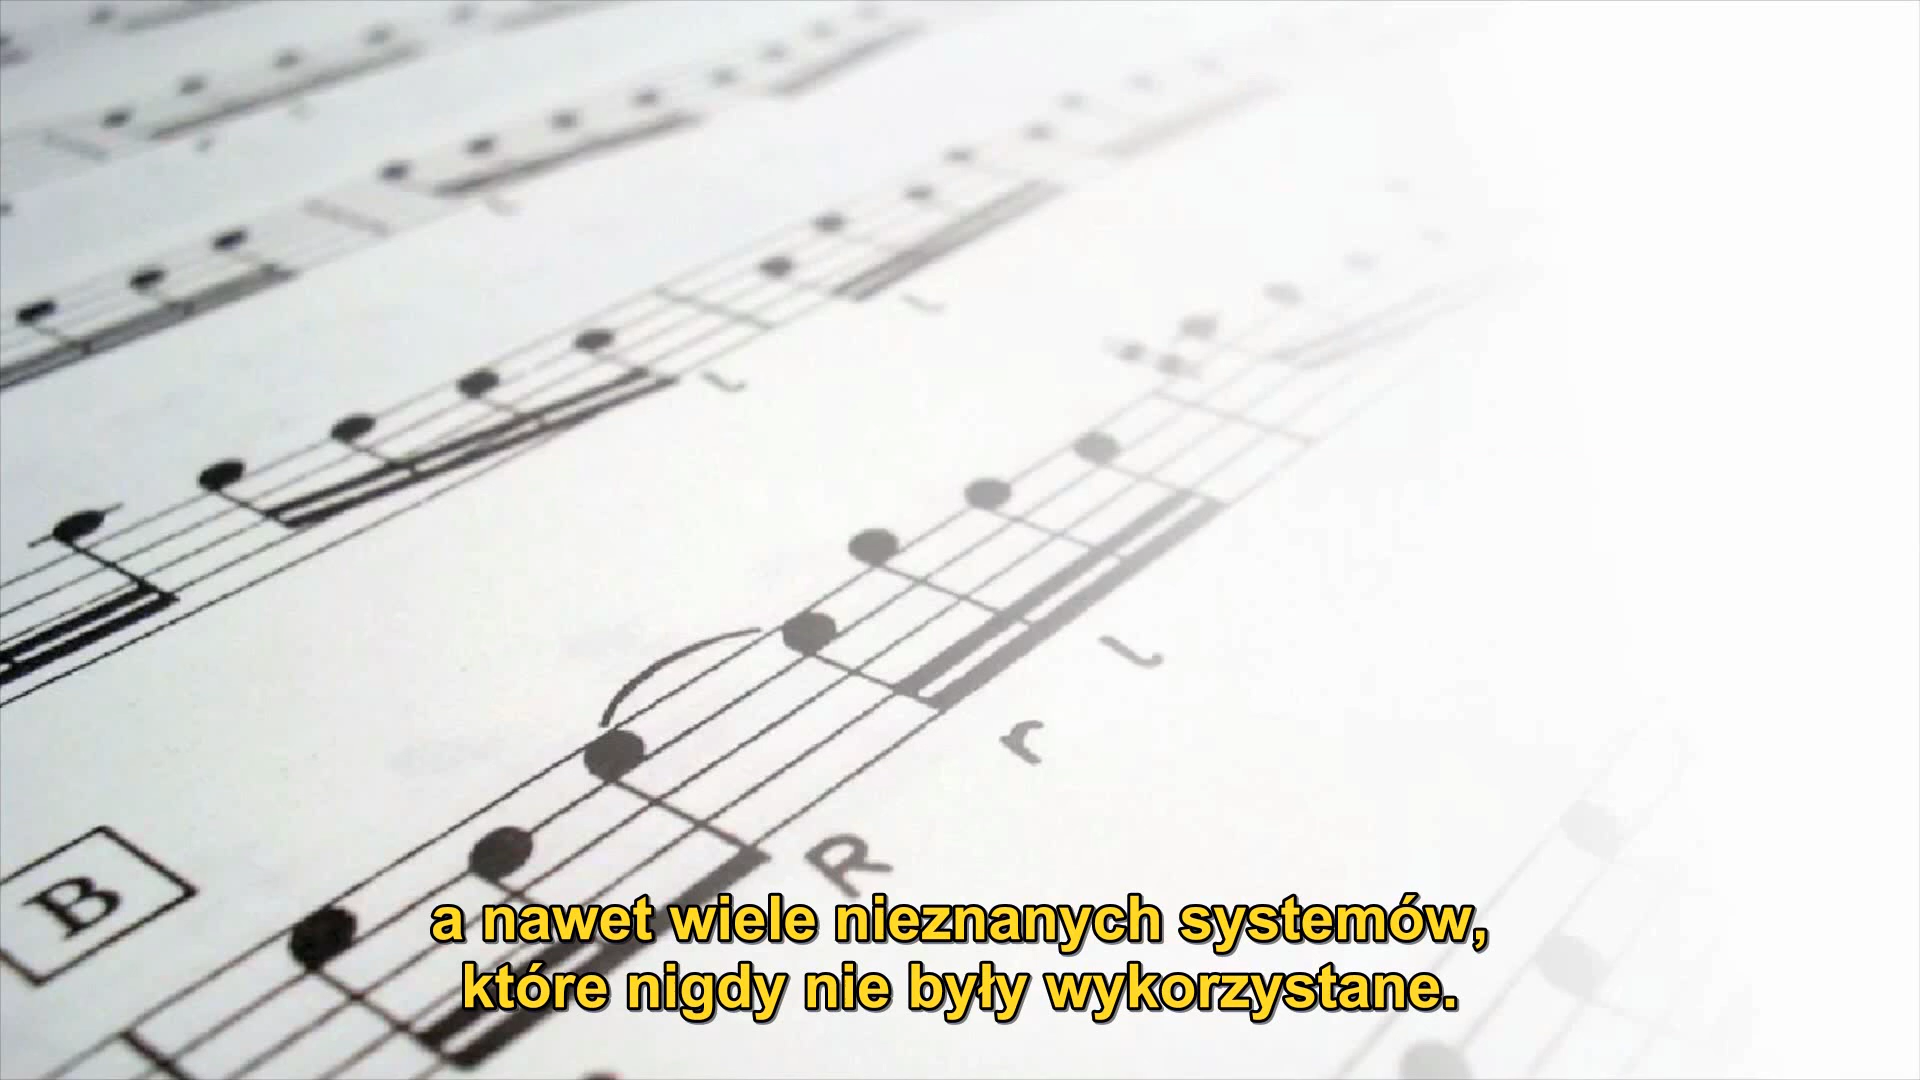 l
l
l
r
R
B
a nawet wiele nieznanych systemów,
które nigdy nie były wykorzystane.